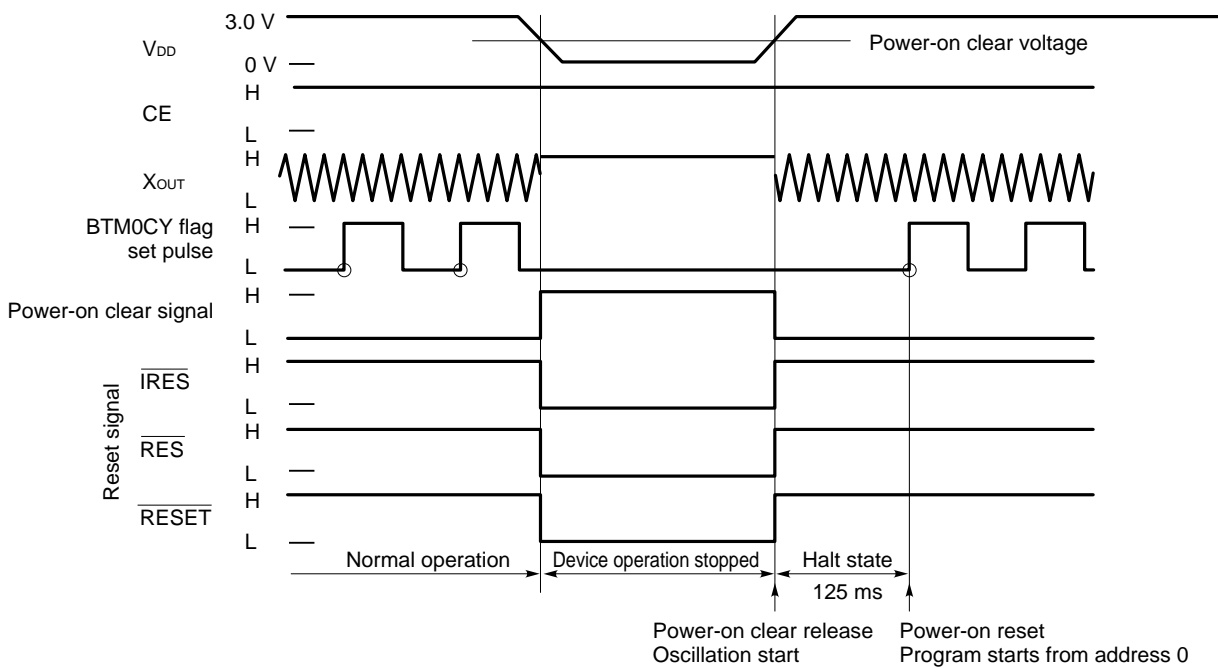 3.0 V
VDD
0 V
Power-on clear voltage
H
CE
L
H
XOUT
L
BTM0CY flag
set pulse
H
L
Power-on clear signal
H
L
Reset signal
H
IRES
L
H
RES
L
H
RESET
L
Normal operation
Device operation stopped
Halt state
125 ms
Power-on clear release
Oscillation start
Power-on reset
Program starts from address 0